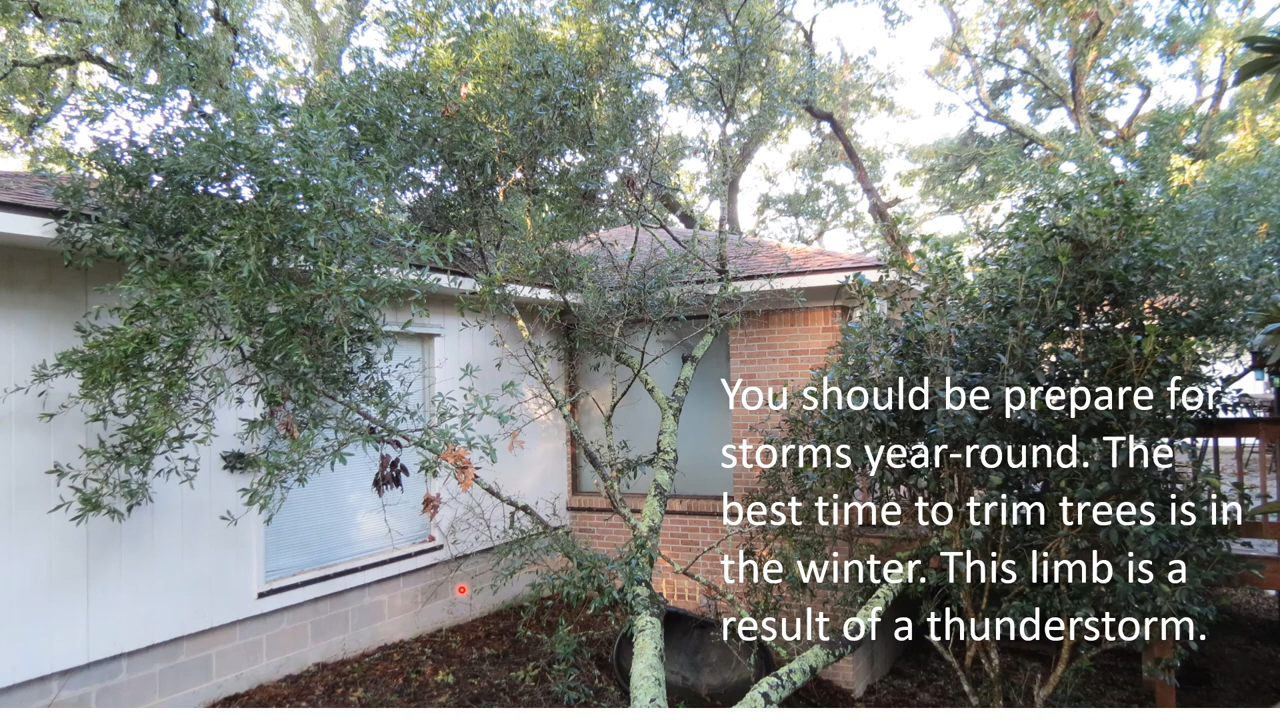 You should be prepare for
storms year-round. The
best time to trim trees is in
the winter. This limb is a
result of a thunderstorm.